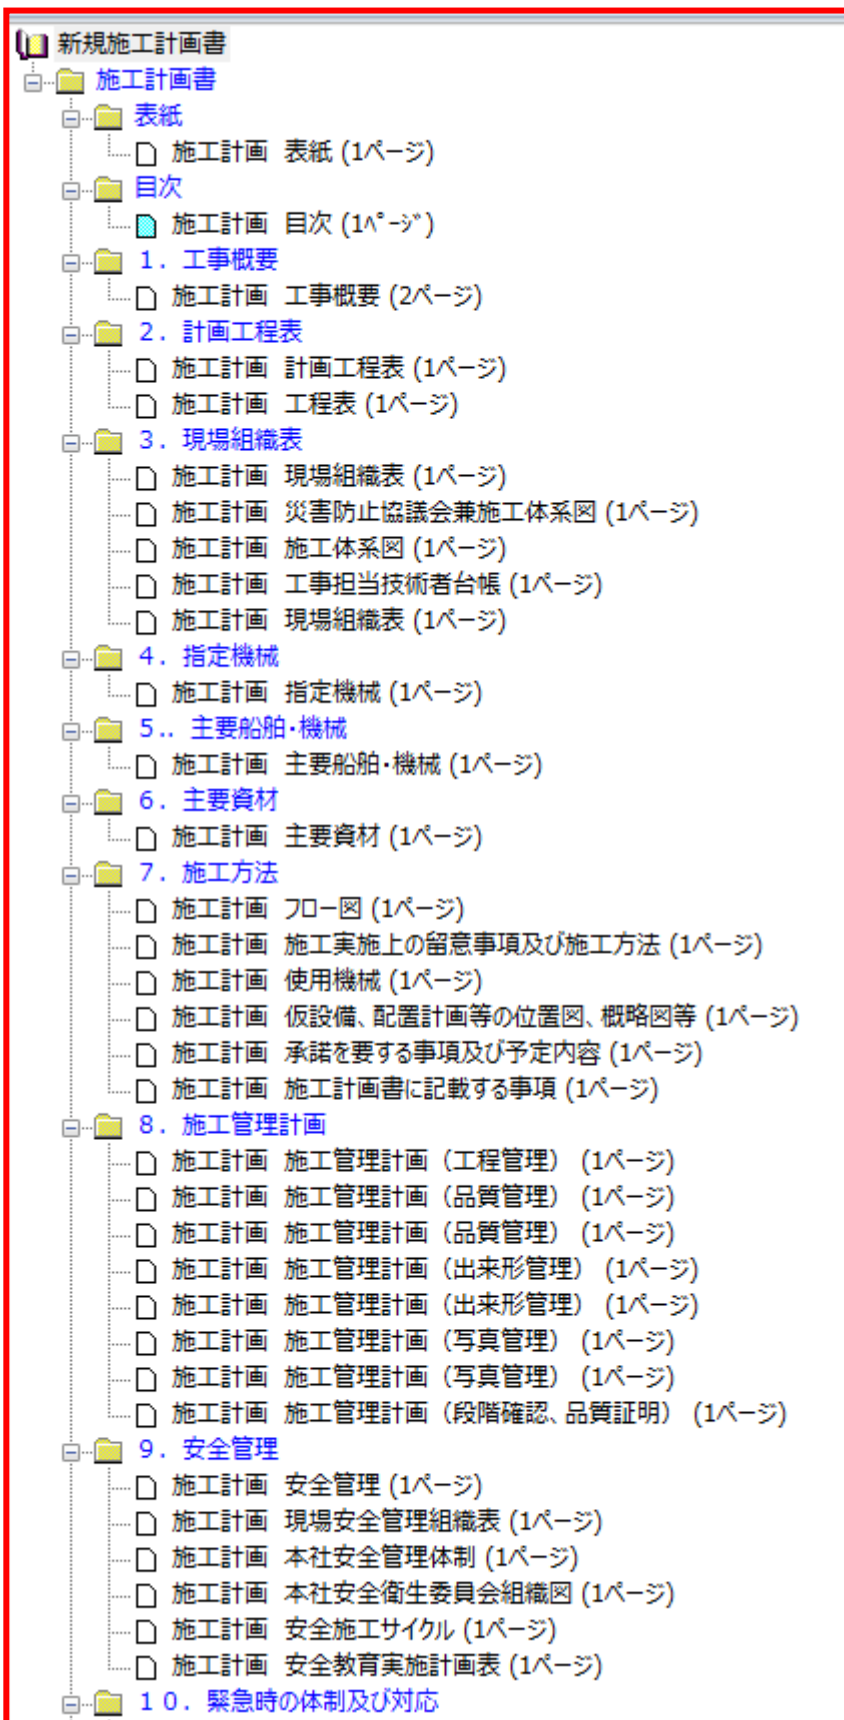 新規施工計画書
施工計画書
表紙
施工計画 表紙 (1ページ)
目次
施工計画 目次 (1ﾍﾟｰｼﾞ)
1. 工事概要
施工計画 工事概要 (2ページ)
2. 計画工程表
施工計画 計画工程表 (1ページ)
施工計画 工程表 (1ページ)
3. 現場組織表
施工計画 現場組織表 (1ページ)
施工計画 災害防止協議会兼施工体系図 (1ページ)
施工計画 施工体系図 (1ページ)
施工計画 工事担当技術者台帳 (1ページ)
施工計画 現場組織表 (1ページ)
4. 指定機械
施工計画 指定機械 (1ページ)
5.. 主要船舶・機械
施工計画 主要船舶・機械 (1ページ)
6. 主要資材
施工計画 主要資材 (1ページ)
7. 施工方法
施工計画 フロー図 (1ページ)
施工計画 施工実施上の留意事項及び施工方法 (1ページ)
施工計画 使用機械 (1ページ)
施工計画 仮設備、配置計画等の位置図、概略図等 (1ページ)
施工計画 承諾を要する事項及び予定内容 (1ページ)
施工計画 施工計画書に記載する事項 (1ページ)
8. 施工管理計画
施工計画 施工管理計画（工程管理） (1ページ)
施工計画 施工管理計画（品質管理） (1ページ)
施工計画 施工管理計画（品質管理） (1ページ)
施工計画 施工管理計画（出来形管理） (1ページ)
施工計画 施工管理計画（出来形管理） (1ページ)
施工計画 施工管理計画（写真管理） (1ページ)
施工計画 施工管理計画（写真管理） (1ページ)
施工計画 施工管理計画（段階確認、品質証明） (1ページ)
9. 安全管理
施工計画 安全管理 (1ページ)
施工計画 現場安全管理組織表 (1ページ)
施工計画 本社安全管理体制 (1ページ)
施工計画 本社安全衛生委員会組織図 (1ページ)
施工計画 安全施工サイクル (1ページ)
施工計画 安全教育実施計画表 (1ページ)
10. 緊急時の体制及び対応